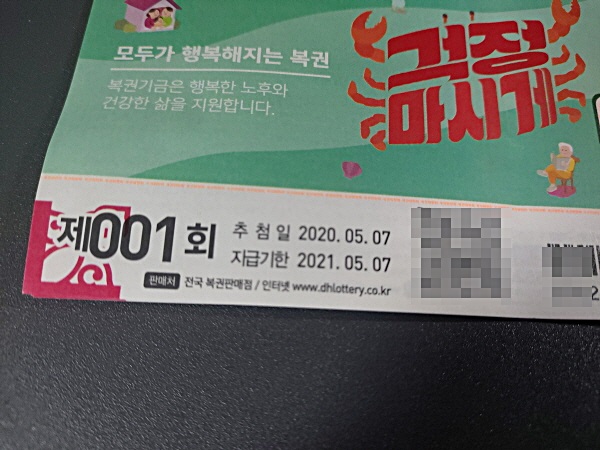 모두가 행복해지는 복권
복권기금은 행복한 노후와
건강한 삶을 지원합니다.
걱정
마시게
제001회
추 첨 일 2020. 05. 07
지급기한 2021. 05. 07
판매처 전국 복권판매점 / 인터넷 www.dhlottery.co.kr